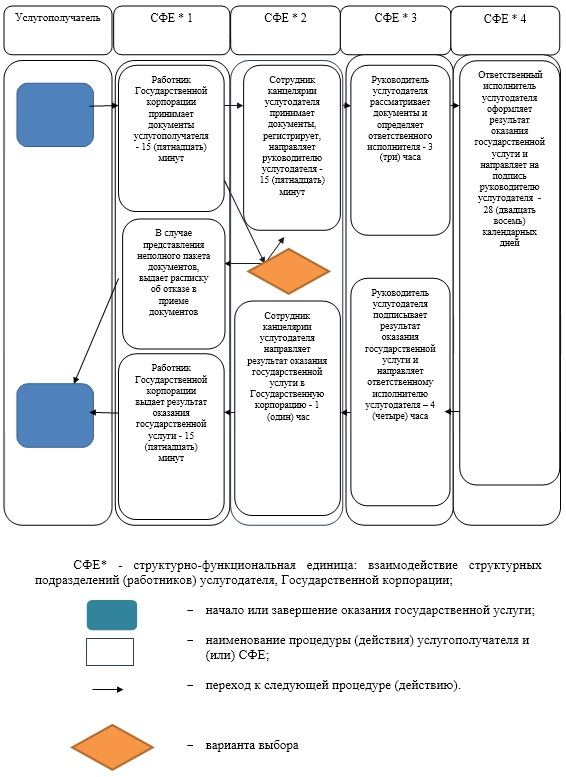 Услугополучатель
СФЕ * 1
СФЕ * 2
СФЕ * 3
СФЕ * 4
Работник
Государственной
корпорации
принимает
документы
услугополучателя
- 15 (пятнадцать)
минут
Сотрудник
канцелярии
услугодателя
принимает
документы,
регистрирует,
направляет
руководителю
услугодателя -
15 (пятнадцать)
минут
Руководитель
услугодателя
рассматривает
документы и
определяет
ответственного
исполнителя - 3
(три) часа
Ответственный
исполнитель
услугодателя
оформляет
результат
оказания
государственной
услуги и
направляет на
подпись
руководителю
услугодателя -
28 (двадцать
восемь)
календарных
дней
В случае
представления
неполного пакета
документов,
выдает расписку
об отказе в
приеме
документов
Руководитель
услугодателя
подписывает
результат
оказания
государственной
услуги и
направляет
ответственному
исполнителю
услугодателя – 4
(четыре) часа
Сотрудник
канцелярии
услугодателя
направляет
результат оказания
государственной
услуги в
Государственную
корпорацию - 1
(один) час
Работник
Государственной
корпорации
выдает результат
оказания
государственной
услуги - 15
(пятнадцать)
минут
СФЕ* - структурно-функциональная единица: взаимодействие структурных
подразделений (работников) услугодателя, Государственной корпорации;
– начало или завершение оказания государственной услуги;
– наименование процедуры (действия) услугополучателя и
(или) СФЕ;
– переход к следующей процедуре (действию).
– варианта выбора